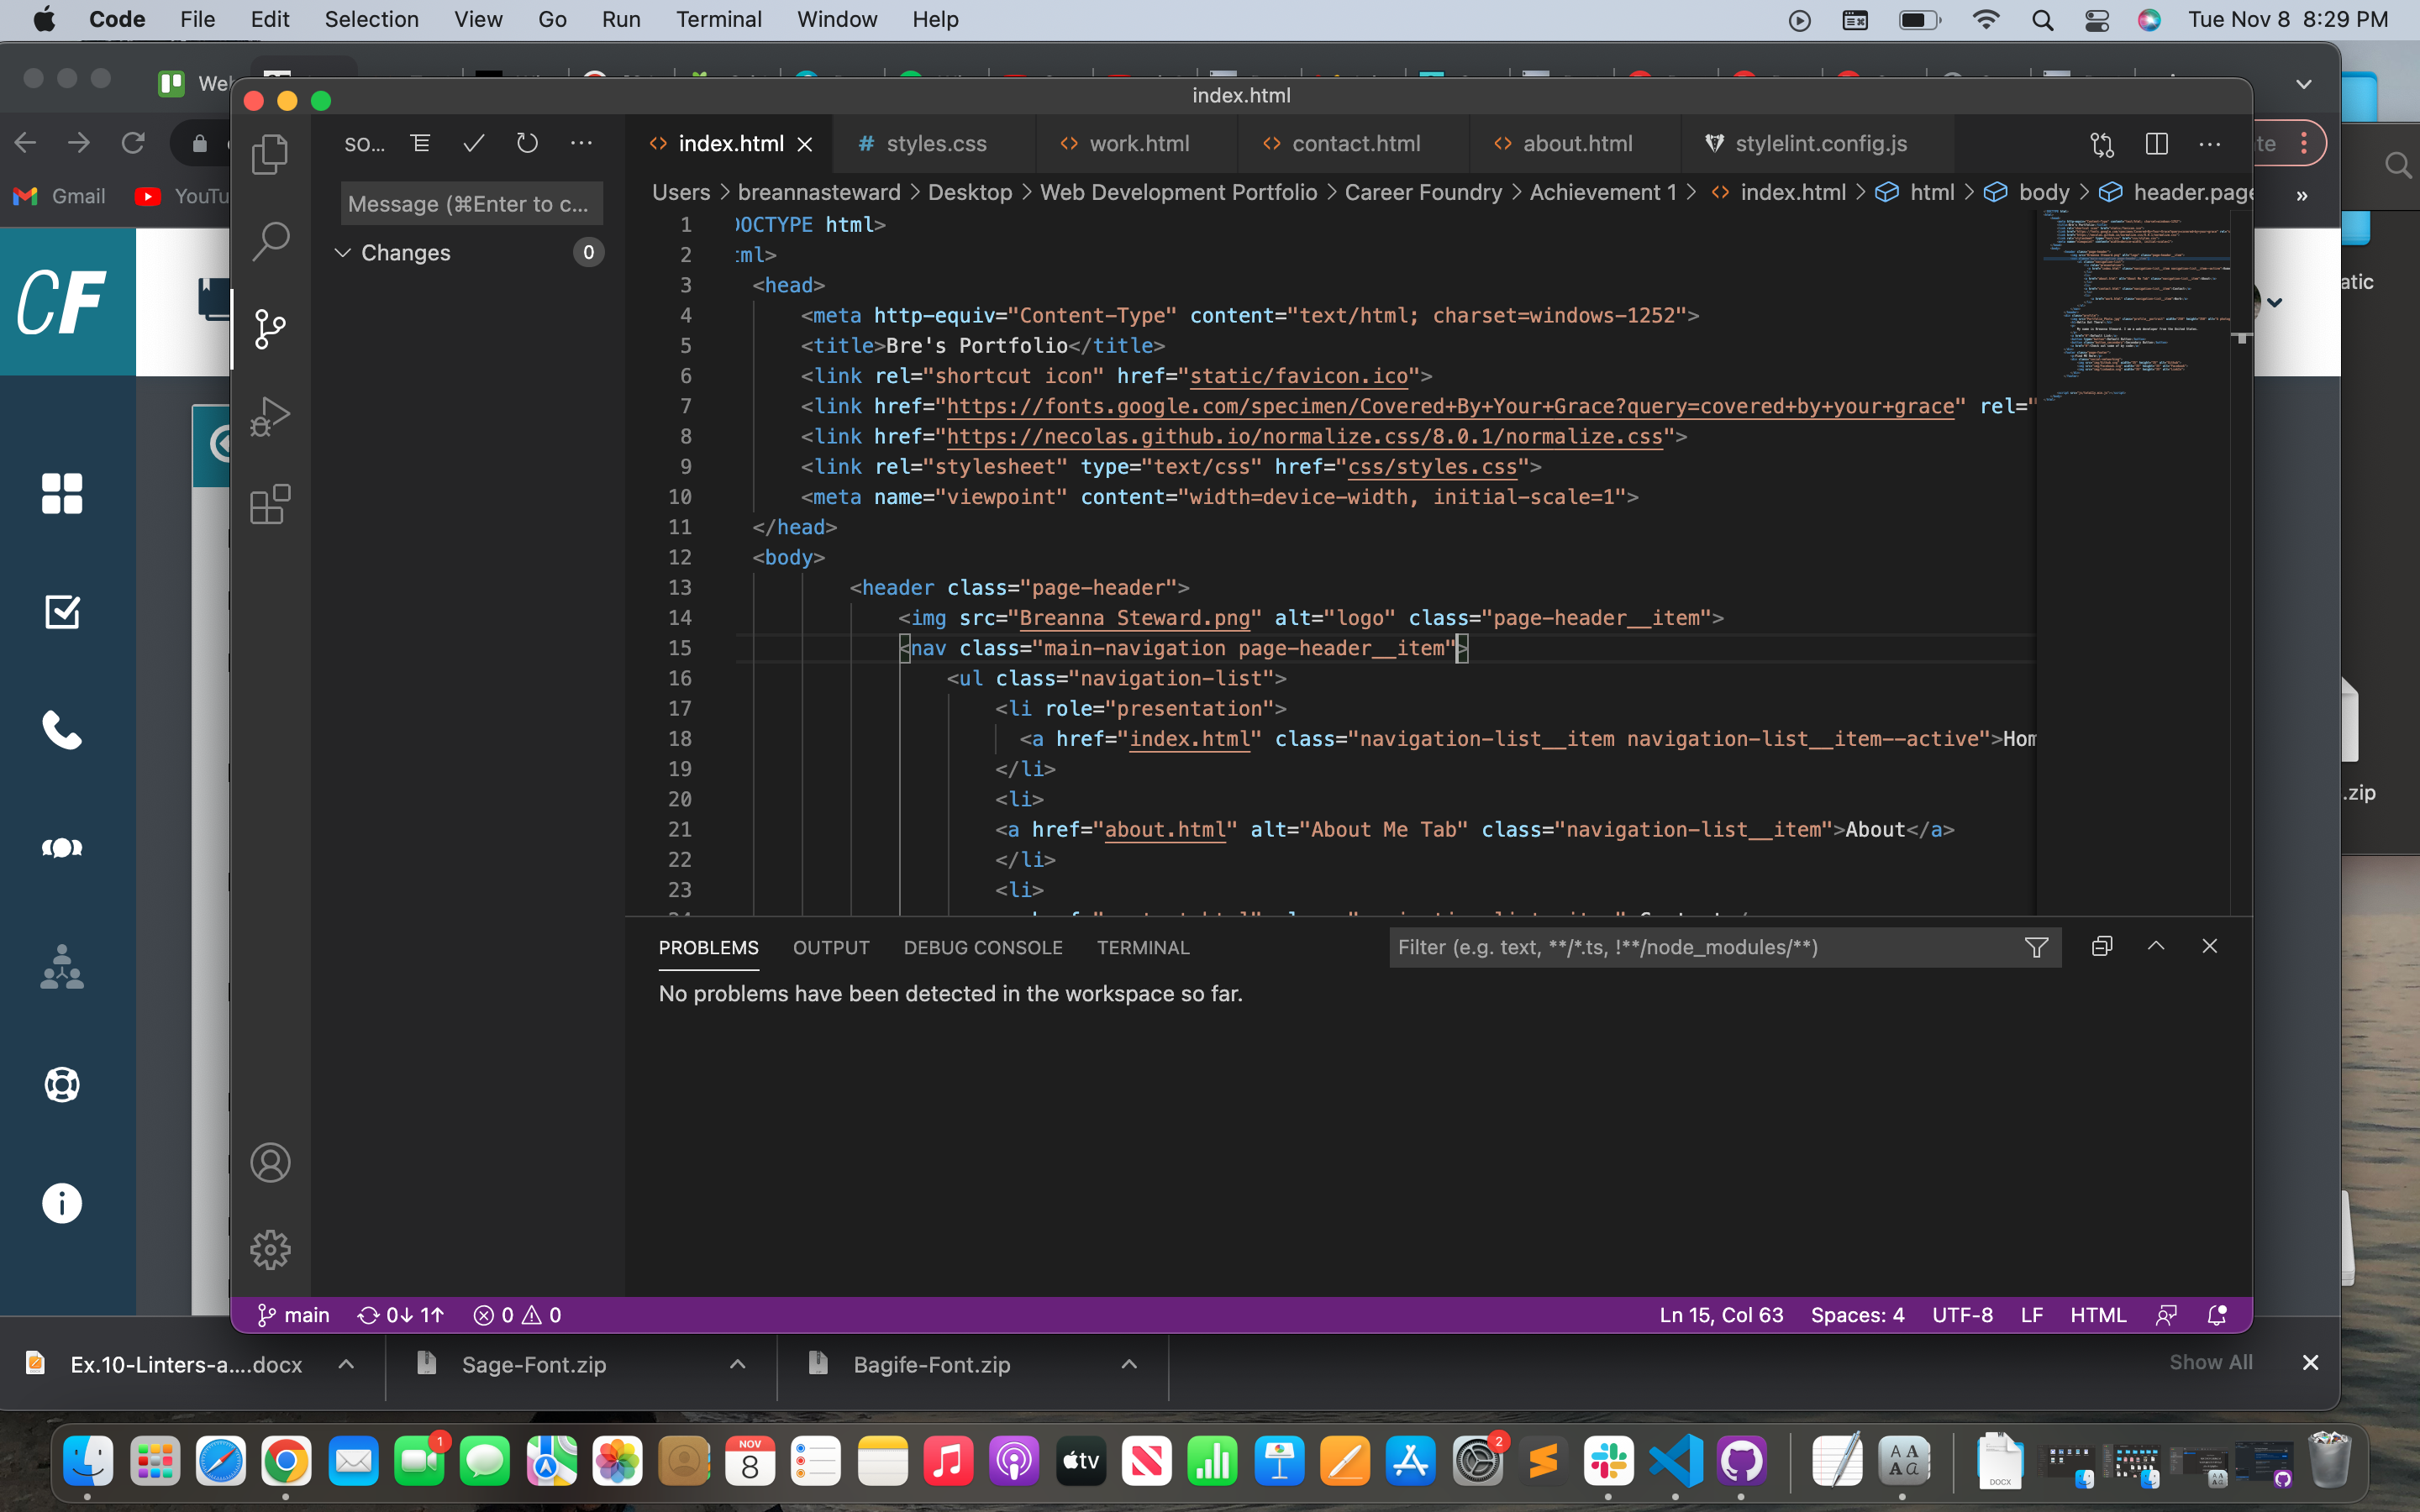 Code File Edit Selection View Go Run Terminal Window Help Tue Nov 8 8:29 PM
index.html
SO... index.html styles.css work.html contact.html about.html stylelint.config.js
Gmail
Message (⌘Enter to c...
Users > breannasteward > Desktop > Web Development Portfolio > Career Foundry > Achievement 1 > index.html > html > body > header.page
Changes 0
CF
1 OCTYPE html>
2 ml>
3 <head>
4 <meta http-equiv="Content-Type" content="text/html; charset=windows-1252">
5 <title>Bre's Portfolio</title>
6 <link rel="shortcut icon" href="static/favicon.ico">
7 <link href="https://fonts.google.com/specimen/Covered+By+Your+Grace?query=covered+by+your+grace" rel="
8 <link href="https://necolas.github.io/normalize.css/8.0.1/normalize.css">
9 <link rel="stylesheet" type="text/css" href="css/styles.css">
10 <meta name="viewpoint" content="width=device-width, initial-scale=1">
11 </head>
12 <body>
13 <header class="page-header">
14 <img src="Breanna Steward.png" alt="logo" class="page-header__item">
15 <nav class="main-navigation page-header__item">
16 <ul class="navigation-list">
17 <li role="presentation">
18 <a href="index.html" class="navigation-list__item navigation-list__item--active">Hom
19 </li>
20 <li>
21 <a href="about.html" alt="About Me Tab" class="navigation-list__item">About</a>
22 </li>
23 <li>
.zip
PROBLEMS OUTPUT DEBUG CONSOLE TERMINAL Filter (e.g. text, **/*.ts, !**/node_modules/**)
No problems have been detected in the workspace so far.
main 0↓ 1↑ 0 0 Ln 15, Col 63 Spaces: 4 UTF-8 LF HTML
Ex.10-Linters-a....docx Sage-Font.zip Bagife-Font.zip Show All
1 NOV 8 tv 2 DOCX